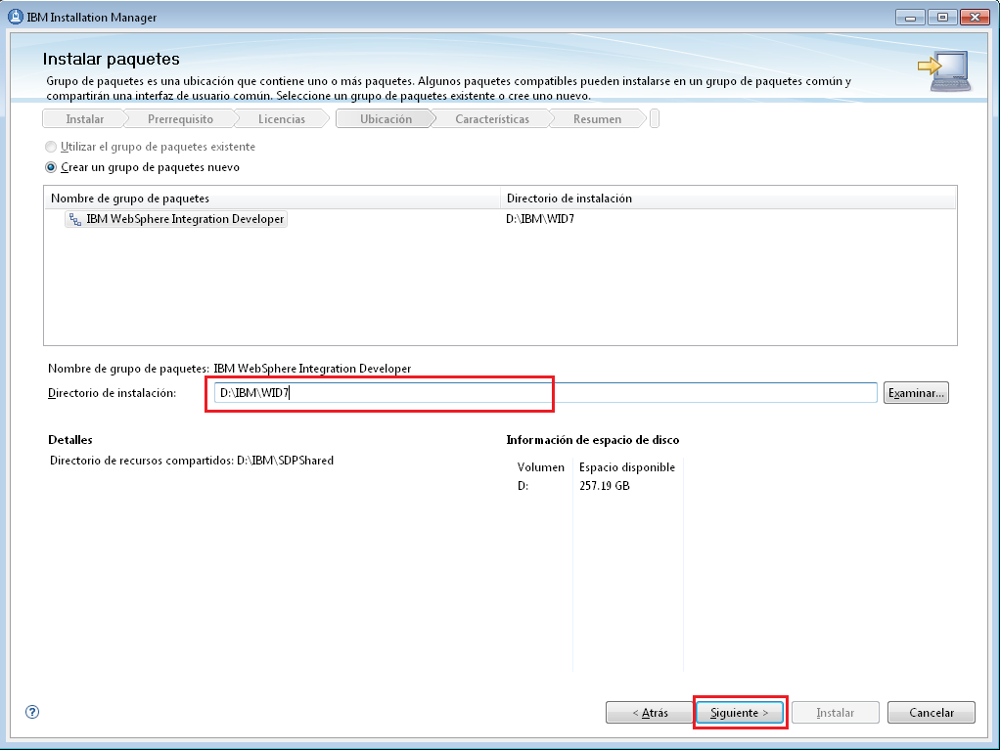 IBM Installation Manager
Instalar paquetes
Grupo de paquetes es una ubicación que contiene uno o más paquetes. Algunos paquetes compatibles pueden instalarse en un grupo de paquetes común y
compartirán una interfaz de usuario común. Seleccione un grupo de paquetes existente o cree uno nuevo.
Instalar Prerrequisito Licencias Ubicación Características Resumen
Utilizar el grupo de paquetes existente
Crear un grupo de paquetes nuevo
Nombre de grupo de paquetes Directorio de instalación
IBM WebSphere Integration Developer D:\IBM\WID7
Nombre de grupo de paquetes: IBM WebSphere Integration Developer
Directorio de instalación: D:\IBM\WID7 Examinar...
Detalles Información de espacio de disco
Directorio de recursos compartidos: D:\IBM\SDPShared
Volumen Espacio disponible
D: 257.19 GB
? < Atrás Siguiente > Instalar Cancelar